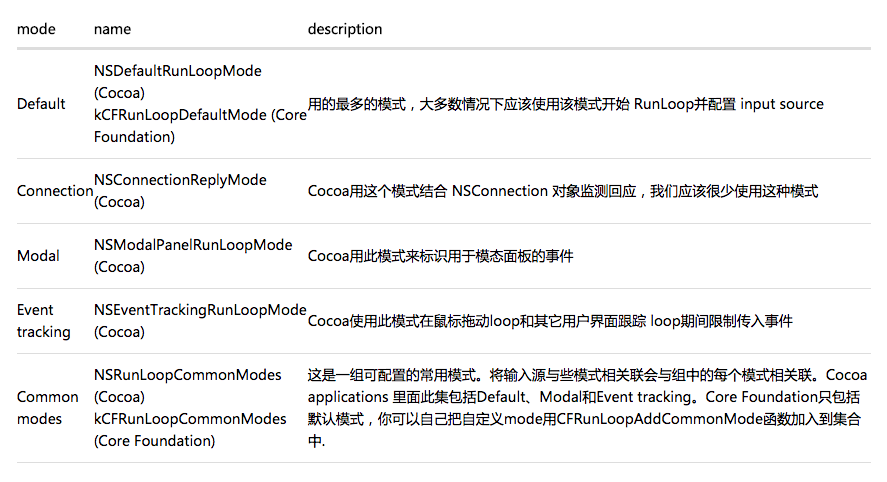 mode name description
NSDefaultRunLoopMode
(Cocoa)
Default 用的最多的模式，大多数情况下应该使用该模式开始 RunLoop并配置 input source
kCFRunLoopDefaultMode (Core
Foundation)
Connection NSConnectionReplyMode
(Cocoa)
Cocoa用这个模式结合 NSConnection 对象监测回应，我们应该很少使用这种模式
Modal NSModalPanelRunLoopMode
(Cocoa)
Cocoa用此模式来标识用于模态面板的事件
Event
tracking
NSEventTrackingRunLoopMode
(Cocoa)
Cocoa使用此模式在鼠标拖动loop和其它用户界面跟踪 loop期间限制传入事件
Common
modes
NSRunLoopCommonModes
(Cocoa)
kCFRunLoopCommonModes
(Core Foundation)
这是一组可配置的常用模式。将输入源与些模式相关联会与组中的每个模式相关联。Cocoa
applications 里面此集包括Default、Modal和Event tracking。Core Foundation只包括
默认模式，你可以自己把自定义mode用CFRunLoopAddCommonMode函数加入到集合
中.